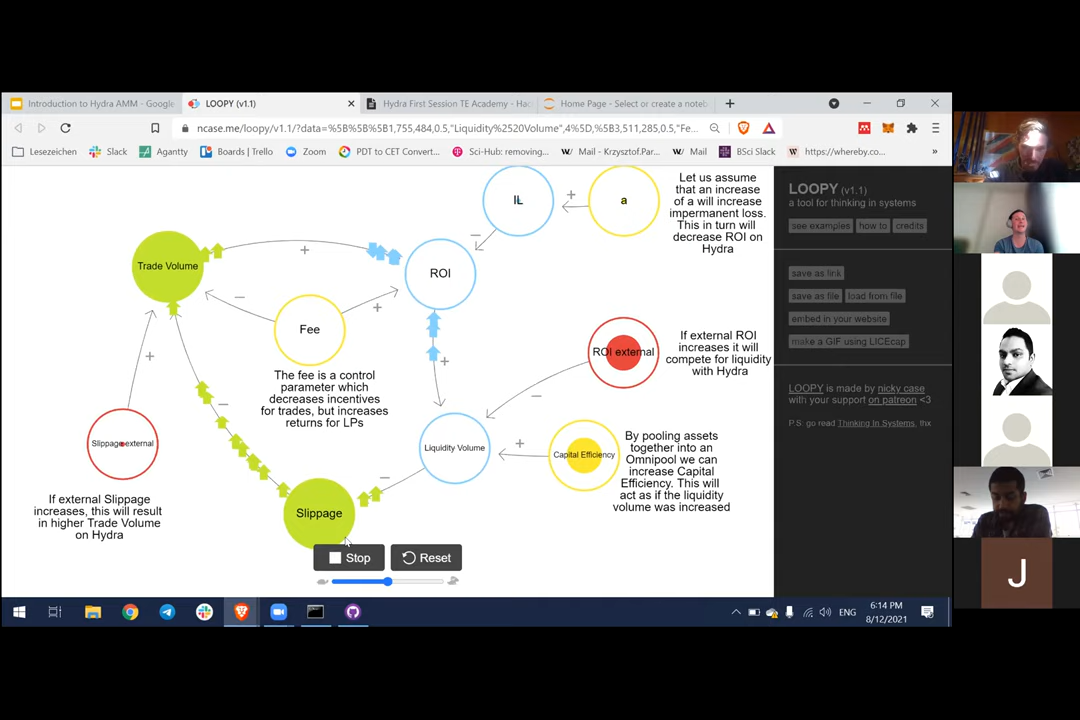 Introduction to Hydra AMM - Google
LOOPY (v1.1)
Hydra First Session TE Academy - Hac
Home Page - Select or create a noteb
ncase.me/loopy/v1.1/?data=%5B%5B%5B1,755,484,0.5,"Liquidity%2520Volume",4%5D,%5B3,511,285,0.5,"Fe...
Lesezeichen
Slack
Agantty
Boards | Trello
Zoom
PDT to CET Convert...
Sci-Hub: removing...
Mail - Krzysztof.Par...
Mail
BSci Slack
https://whereby.co...
»
IL
+
a
Let us assume
that an increase
of a will increase
impermanent loss.
This in turn will
decrease ROI on
Hydra
–
Trade Volume
+
ROI
–
Fee
+
The fee is a control
parameter which
decreases incentives
for trades, but increases
returns for LPs
+
+
ROI external
If external ROI
increases it will
compete for liquidity
with Hydra
–
–
Slippage external
If external Slippage
increases, this will result
in higher Trade Volume
on Hydra
Liquidity Volume
+
Capital Efficiency
By pooling assets
together into an
Omnipool we can
increase Capital
Efficiency. This will
act as if the liquidity
volume was increased
–
Slippage
Stop
Reset
LOOPY (v1.1)
a tool for thinking in systems
see examples
how to
credits
save as link
save as file
load from file
embed in your website
make a GIF using LICEcap
LOOPY is made by nicky case
with your support on patreon <3
P.S. go read Thinking In Systems, thx
ENG
6:14 PM
8/12/2021
J